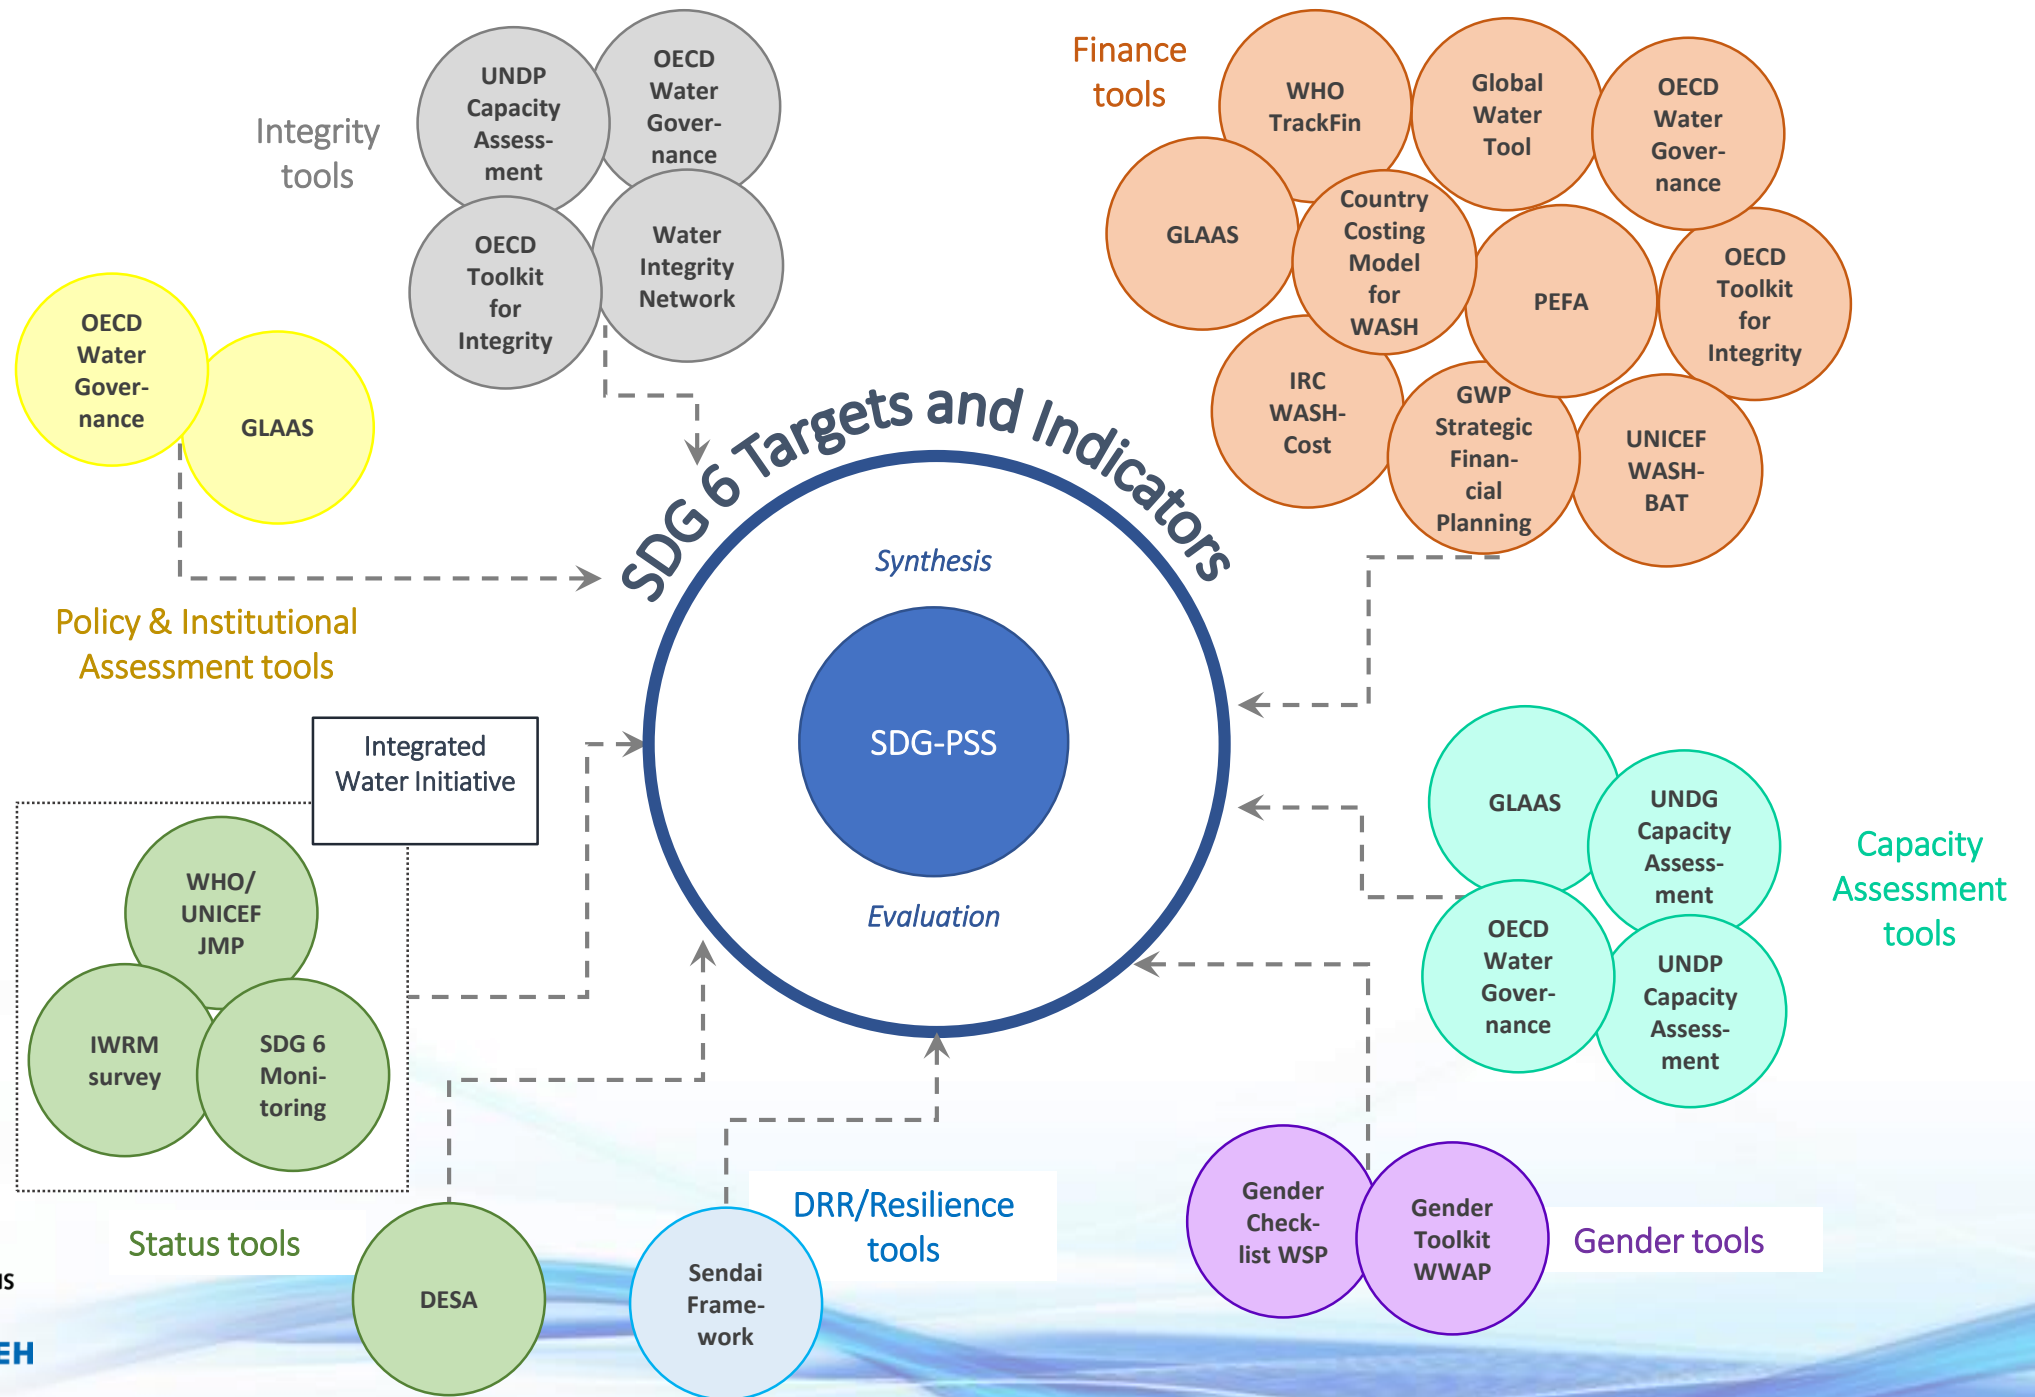 Integrity
tools
UNDP
Capacity
Assess-
ment
OECD
Water
Gover-
nance
OECD
Toolkit
for
Integrity
Water
Integrity
Network
Finance
tools
WHO
TrackFin
Global
Water
Tool
OECD
Water
Gover-
nance
GLAAS
Country
Costing
Model
for
WASH
PEFA
OECD
Toolkit
for
Integrity
IRC
WASH-
Cost
GWP
Strategic
Finan-
cial
Planning
UNICEF
WASH-
BAT
OECD
Water
Gover-
nance
GLAAS
Policy & Institutional
Assessment tools
SDG 6 Targets and Indicators
Synthesis
SDG-PSS
Evaluation
Integrated
Water Initiative
WHO/
UNICEF
JMP
IWRM
survey
SDG 6
Moni-
toring
Status tools
DESA
DRR/Resilience
tools
Sendai
Frame-
work
GLAAS
UNDG
Capacity
Assess-
ment
OECD
Water
Gover-
nance
UNDP
Capacity
Assess-
ment
Capacity
Assessment
tools
Gender
Check-
list WSP
Gender
Toolkit
WWAP
Gender tools
EH